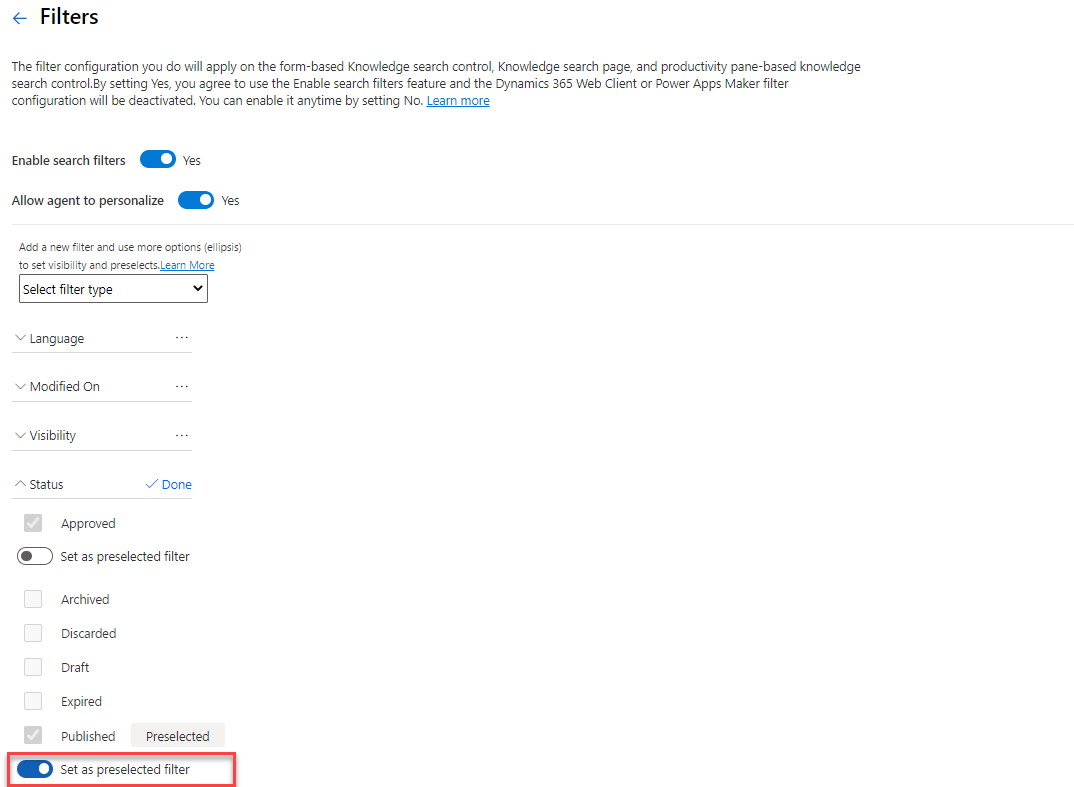 Filters
The filter configuration you do will apply on the form-based Knowledge search control, Knowledge search page, and productivity pane-based knowledge
search control.By setting Yes, you agree to use the Enable search filters feature and the Dynamics 365 Web Client or Power Apps Maker filter
configuration will be deactivated. You can enable it anytime by setting No. Learn more
Enable search filters Yes
Allow agent to personalize Yes
Add a new filter and use more options (ellipsis)
to set visibility and preselects.Learn More
Select filter type
Language ...
Modified On ...
Visibility ...
Status Done
Approved
Set as preselected filter
Archived
Discarded
Draft
Expired
Published Preselected
Set as preselected filter